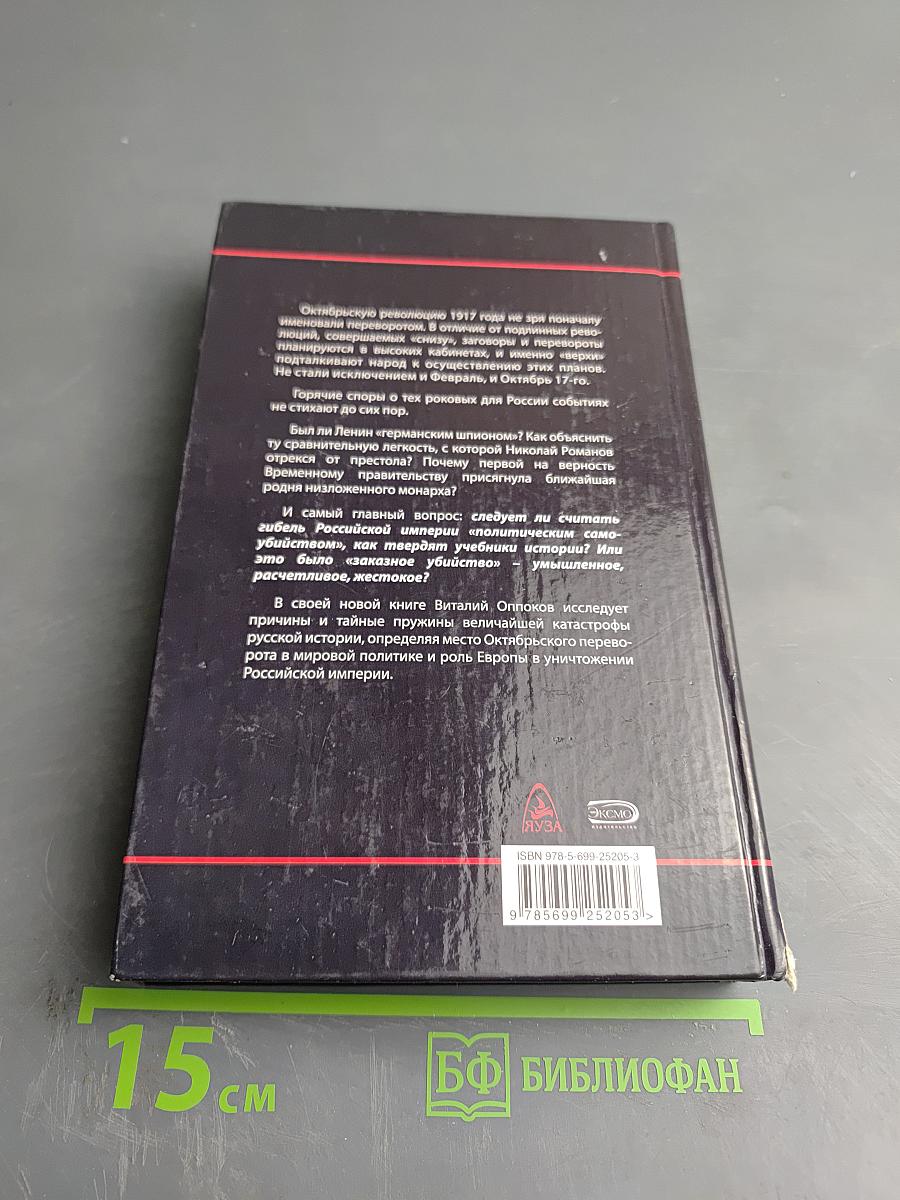 Октябрьскую революцию 1917 года не зря поначалу
именовали переворотом. В отличие от подлинных рево-
люций, совершаемых «снизу», заговоры и перевороты
планируются в высоких кабинетах, и именно «верхи»
подталкивают народ к осуществлению этих планов.
Не стали исключением и Февраль, и Октябрь 17-го.
Горячие споры о тех роковых для России событиях
не стихают до сих пор.
Был ли Ленин «германским шпионом»? Как объяснить
ту сравнительную легкость, с которой Николай Романов
отрекся от престола? Почему первой на верность
Временному правительству присягнула ближайшая
родня низложенного монарха?
И самый главный вопрос: следует ли считать
гибель Российской империи «политическим само-
убийством», как твердят учебники истории? Или
это было «заказное убийство» – умышленное,
расчетливое, жестокое?
В своей новой книге Виталий Оппоков исследует
причины и тайные пружины величайшей катастрофы
русской истории, определяя место Октябрьского перево-
рота в мировой политике и роль Европы в уничтожении
Российской империи.
ЯУЗА
ЭКСМО
издательство
ISBN 978-5-699-25205-3
9 785699 252053 >
15 см
БФ БИБЛИОФАН